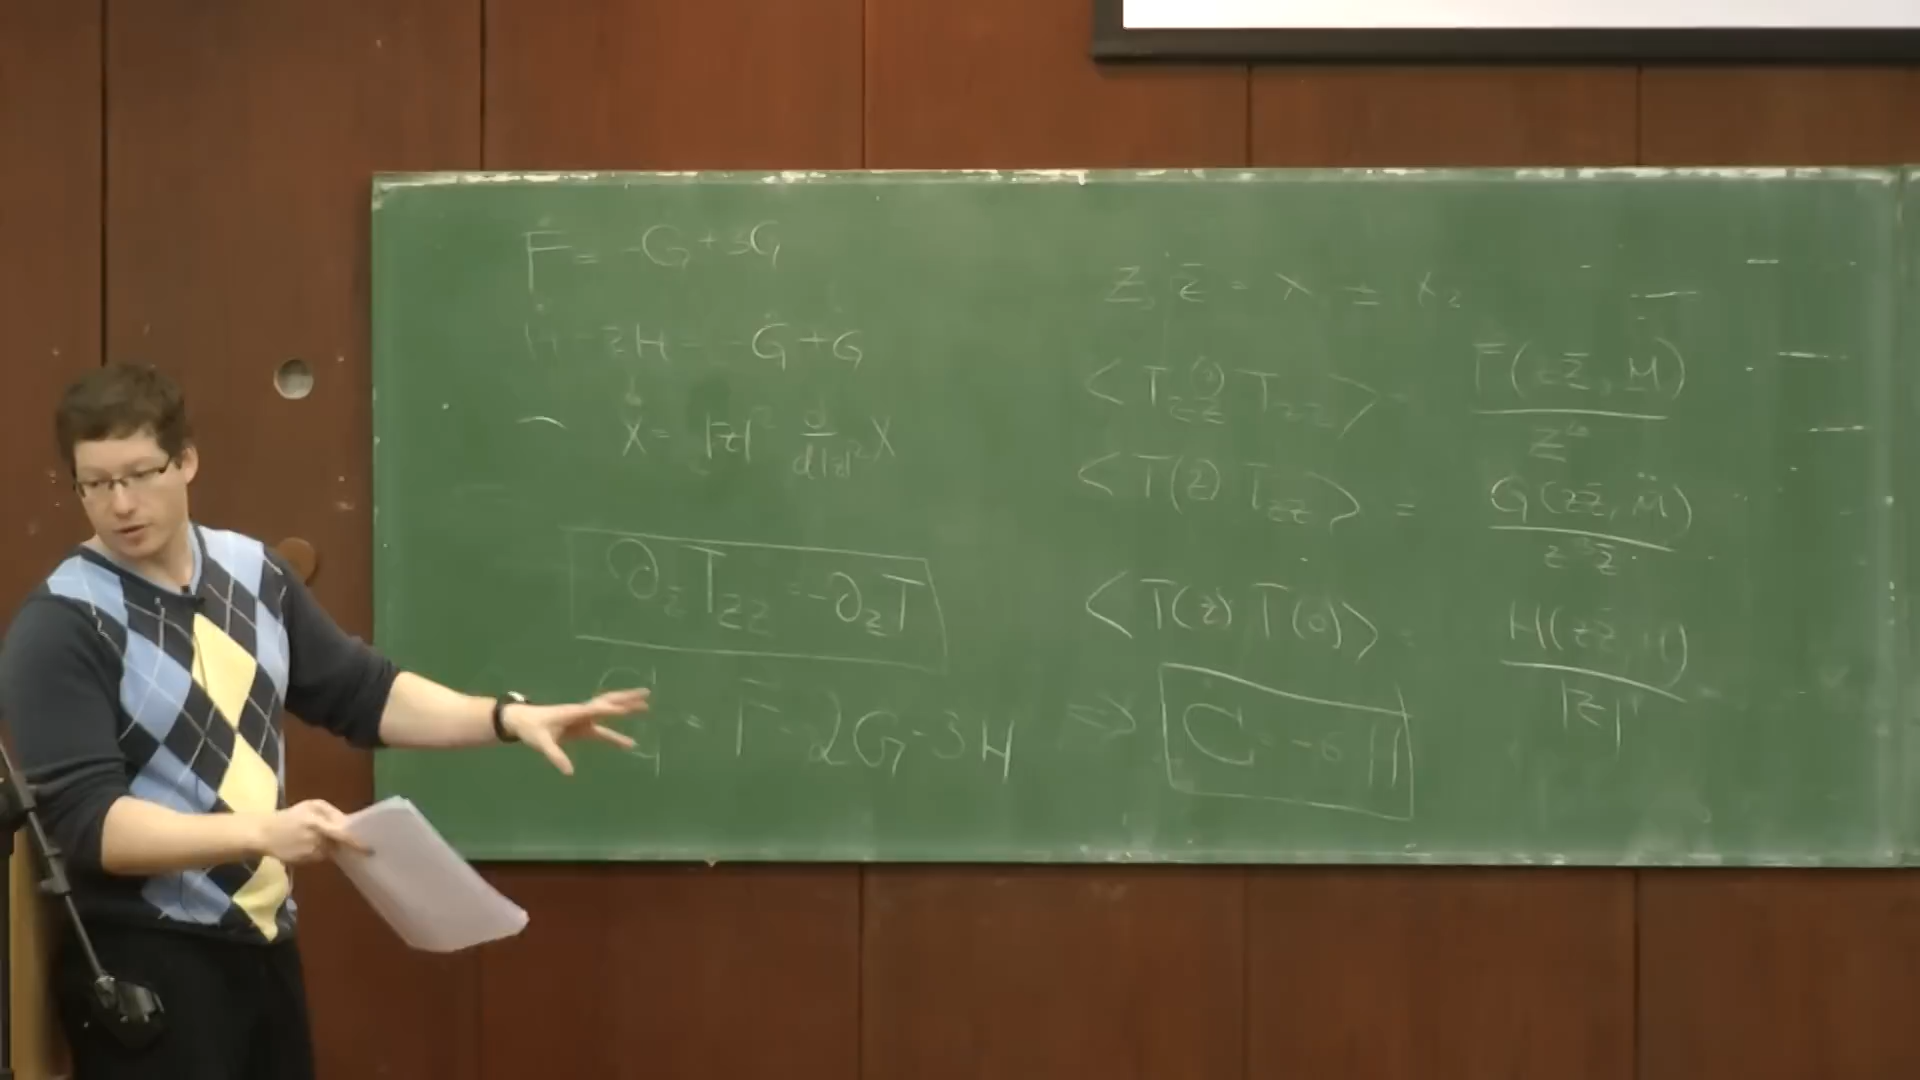 Ḟ = -Ġ + 3G
Ḣ - 2H = -Ġ + G
Ẋ = |z|² d/d|z|² X
∂_z̄ T_zz = -∂_z T
C = F - 2G - 3H ⇒ Ċ = -6H
z, z̄ = x₁ ± i x₂
<T_zz(z) T_zz> = F(zz̄, M)/z⁴
<T(z) T_zz> = G(zz̄, M)/z³z̄
<T(z) T(0)> = H(zz̄, M)/|z|⁴